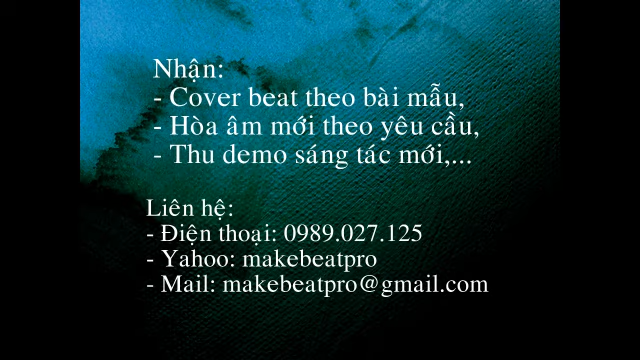 Nhận:
- Cover beat theo bài mẫu,
- Hòa âm mới theo yêu cầu,
- Thu demo sáng tác mới,...
Liên hệ:
- Điện thoại: 0989.027.125
- Yahoo: makebeatpro
- Mail: makebeatpro@gmail.com